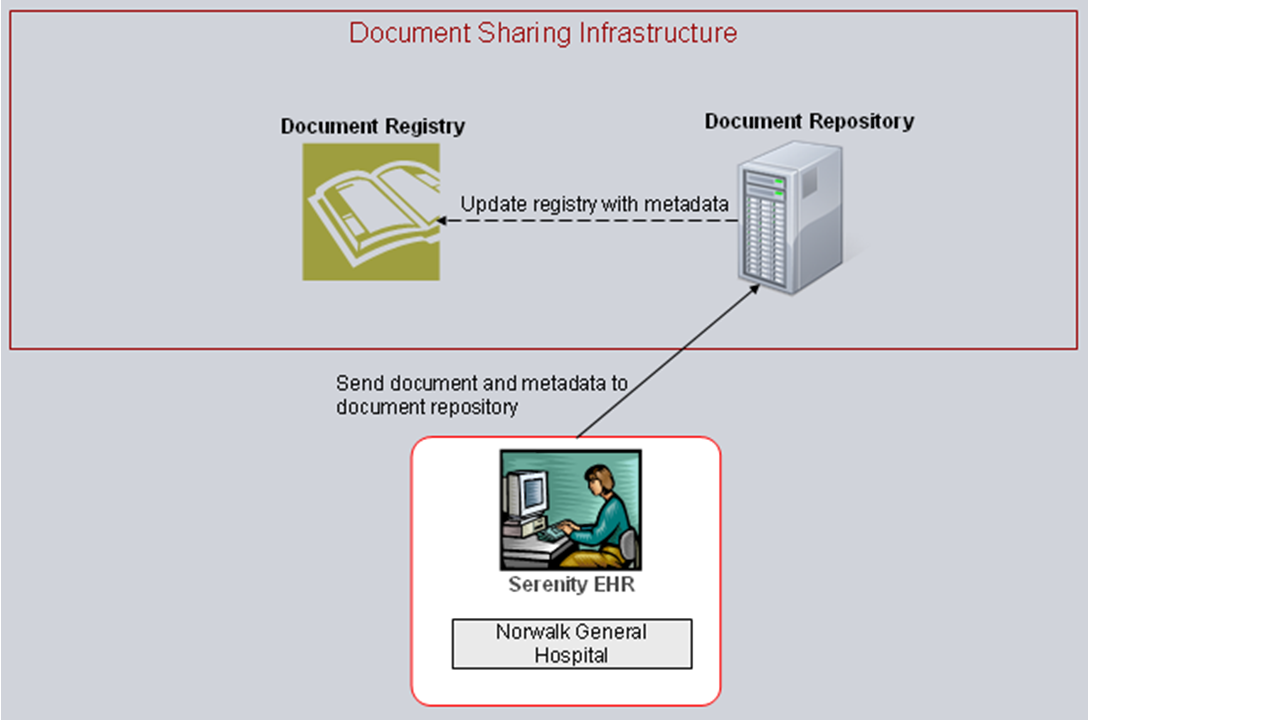 Document Sharing Infrastructure
Document Registry
Document Repository
Update registry with metadata
Send document and metadata to
document repository
Serenity EHR
Norwalk General
Hospital